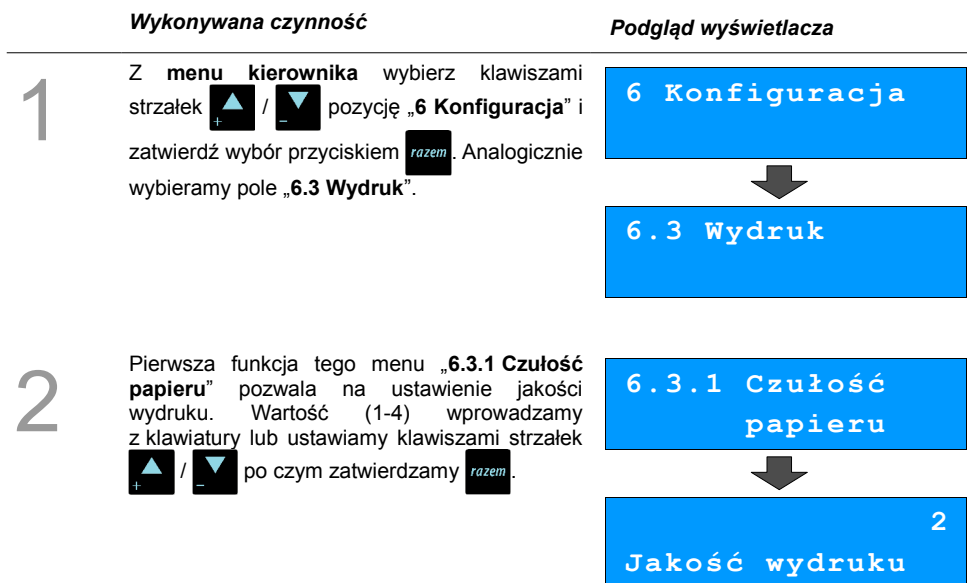 Wykonywana czynność
Podgląd wyświetlacza
1
Z menu kierownika wybierz klawiszami
strzałek + / - pozycję „6 Konfiguracja” i
zatwierdź wybór przyciskiem razem. Analogicznie
wybieramy pole „6.3 Wydruk”.
6 Konfiguracja
6.3 Wydruk
2
Pierwsza funkcja tego menu „6.3.1 Czułość
papieru” pozwala na ustawienie jakości
wydruku. Wartość (1-4) wprowadzamy
z klawiatury lub ustawiamy klawiszami strzałek
+ / - po czym zatwierdzamy razem.
6.3.1 Czułość
papieru
2
Jakość wydruku